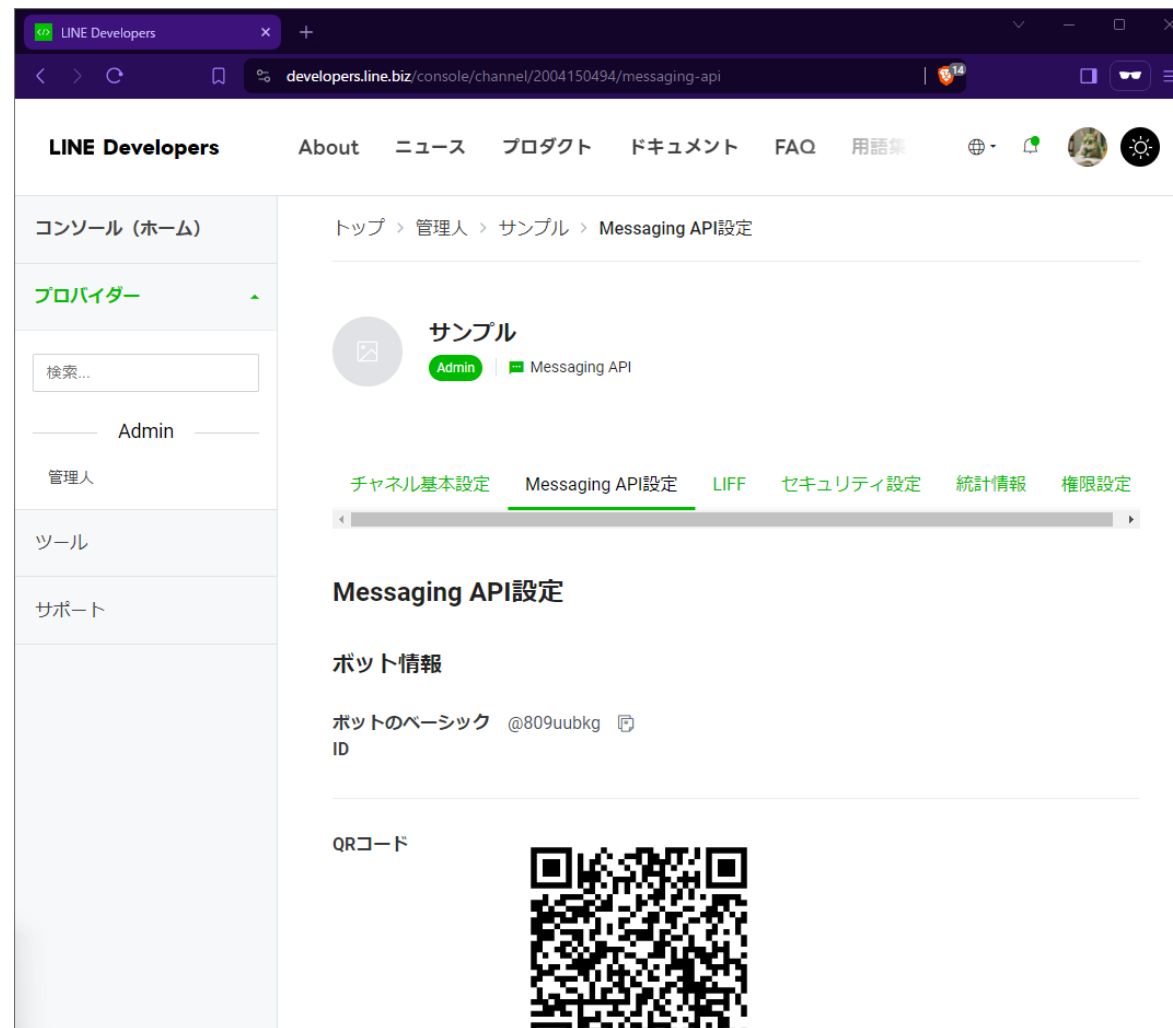 LINE Developers
developers.line.biz/console/channel/2004150494/messaging-api
14
LINE Developers
About ニュース プロダクト ドキュメント FAQ 用語集
コンソール（ホーム）
トップ > 管理人 > サンプル > Messaging API設定
プロバイダー
サンプル
Admin
Messaging API
検索...
Admin
管理人
チャネル基本設定 Messaging API設定 LIFF セキュリティ設定 統計情報 権限設定
ツール
サポート
Messaging API設定
ボット情報
ボットのベーシック @809uubkg
ID
QRコード